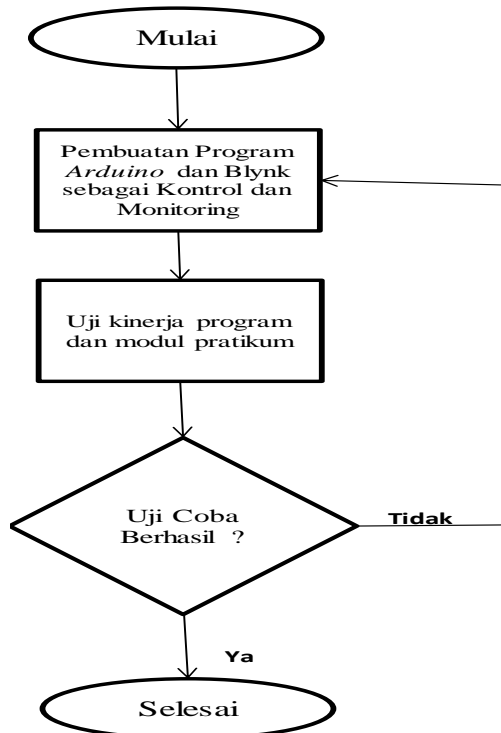 Mulai
Pembuatan Program
Arduino dan Blynk
sebagai Kontrol dan
Monitoring
Uji kinerja program
dan modul pratikum
Uji Coba
Berhasil ?
Tidak
Ya
Selesai